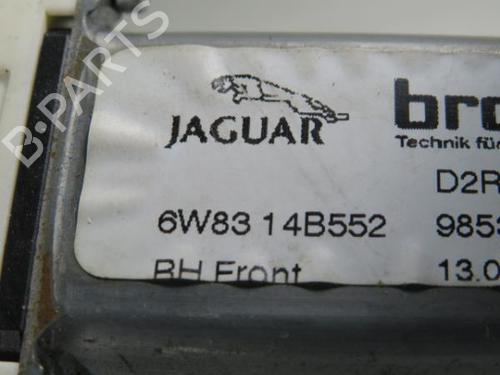 B-PARTS
JAGUAR
bro
Technik für
D2R
6W83 14B552
985
RH Front
13.0